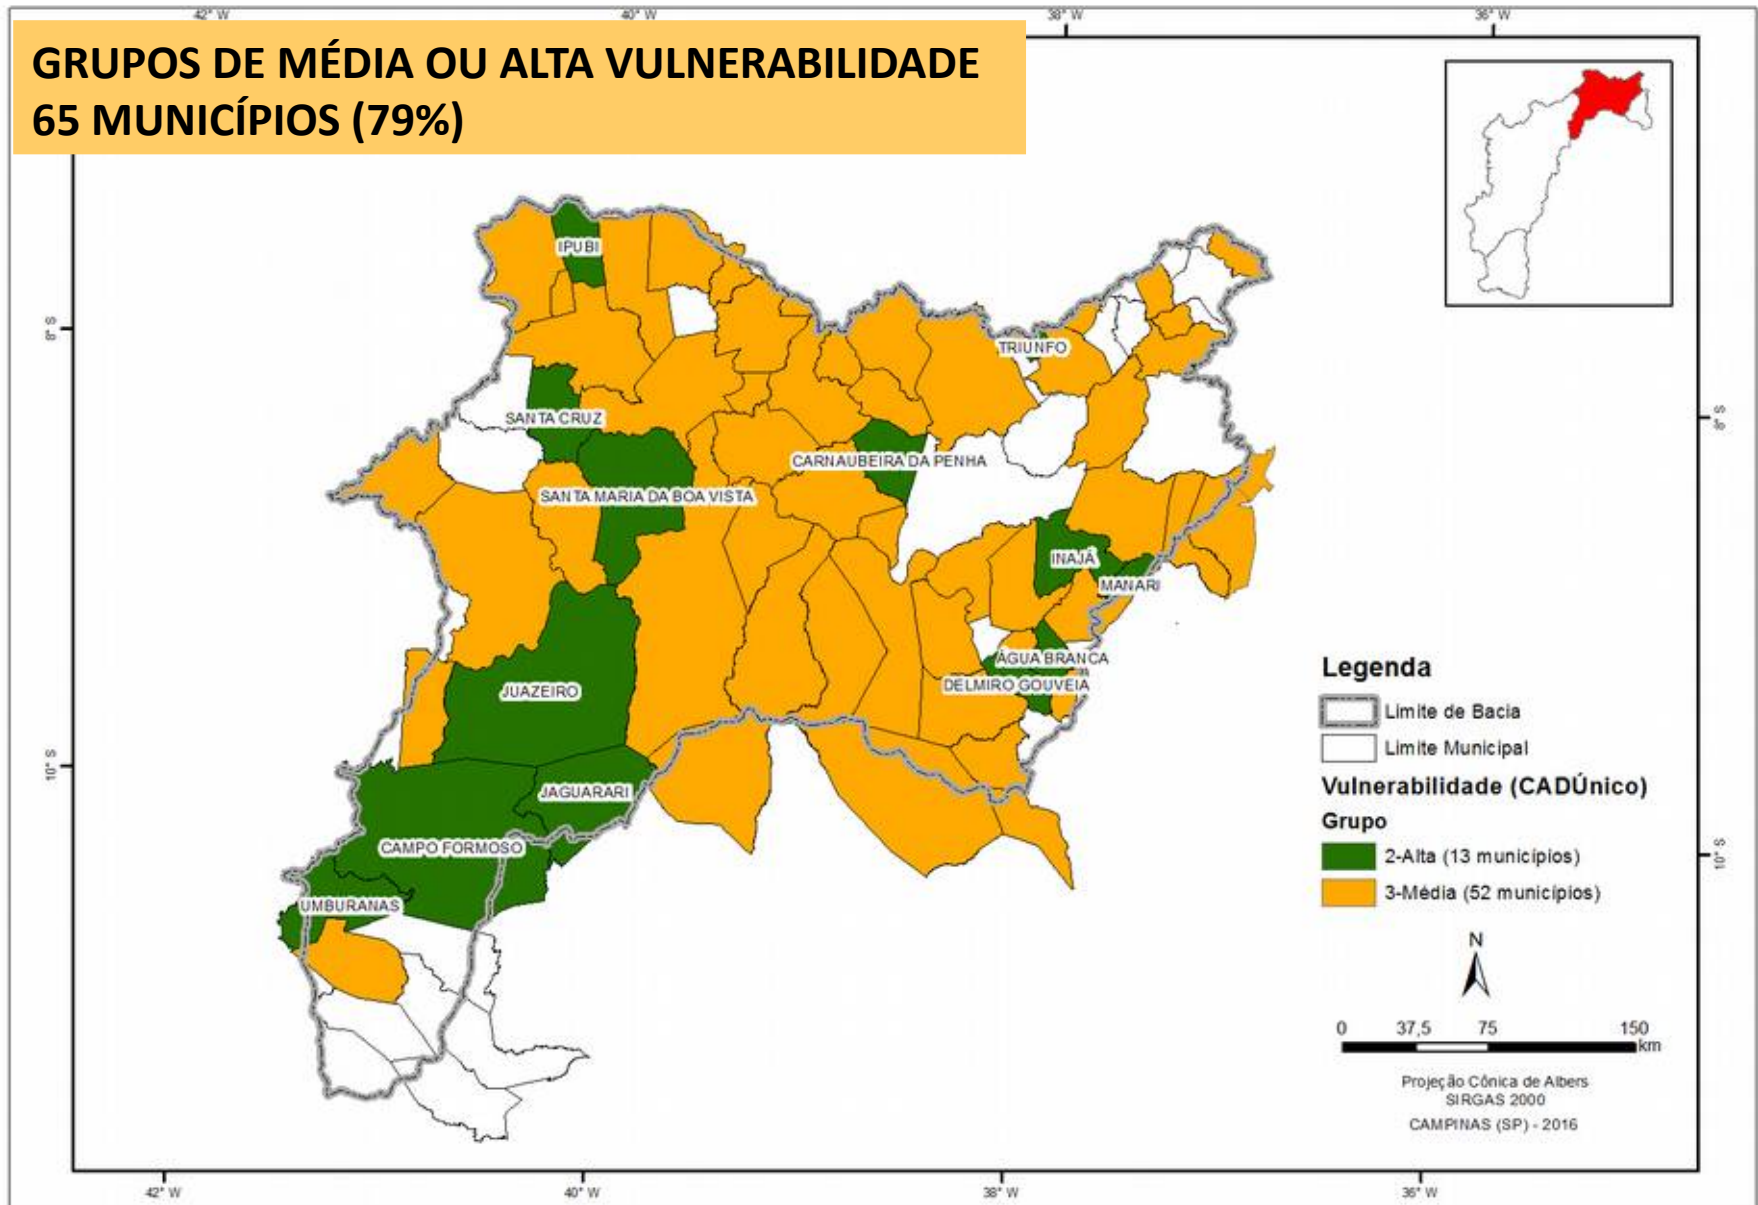 42° W
40° W
38° W
36° W
GRUPOS DE MÉDIA OU ALTA VULNERABILIDADE
65 MUNICÍPIOS (79%)
IPUBI
8° S
TRIUNFO
SANTA CRUZ
8° S
CARNAUBEIRA DA PENHA
SANTA MARIA DA BOA VISTA
INAJÁ
MANARI
ÁGUA BRANCA
DELMIRO GOUVEIA
JUAZEIRO
10° S
JAGUARARI
CAMPO FORMOSO
10° S
UMBURANAS
Legenda
Limite de Bacia
Limite Municipal
Vulnerabilidade (CADÚnico)
Grupo
2-Alta (13 municípios)
3-Média (52 municípios)
N
0 37,5 75 150
km
Projeção Cônica de Albers
SIRGAS 2000
CAMPINAS (SP) - 2016
42° W
40° W
38° W
36° W